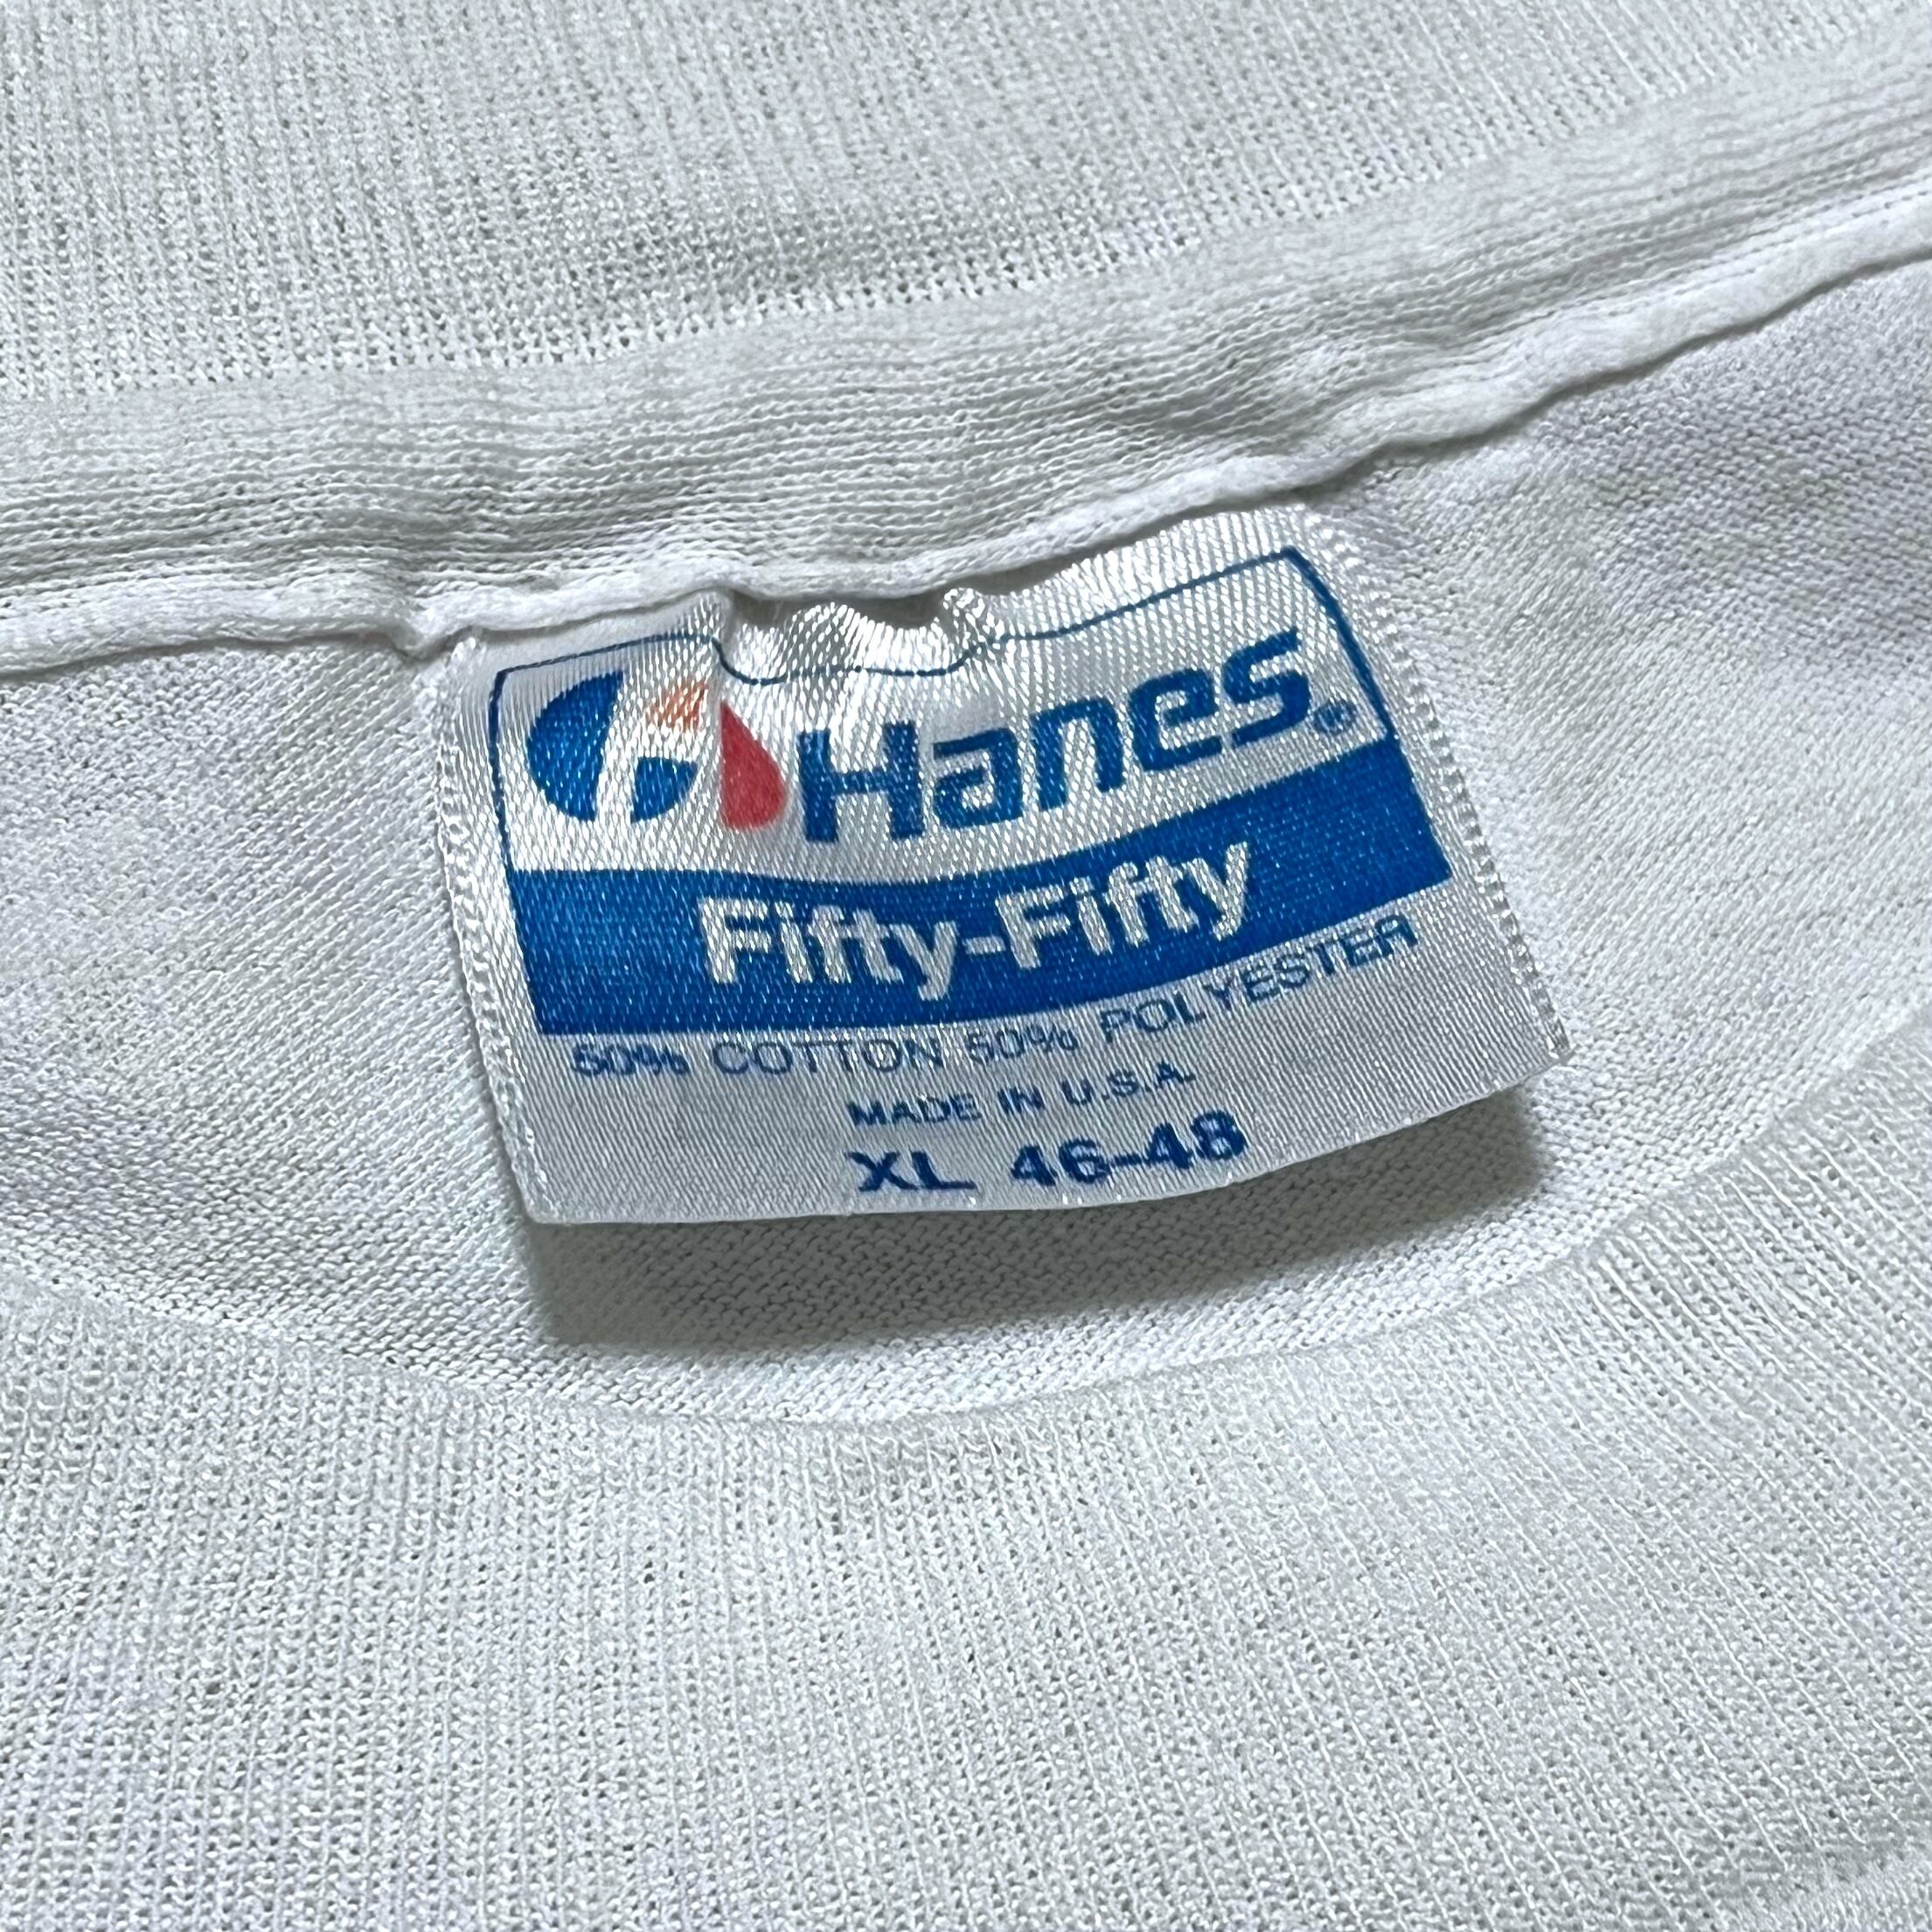 Hanes®
Fifty-Fifty
50% COTTON 50% POLYESTER
MADE IN U.S.A.
XL 46-48